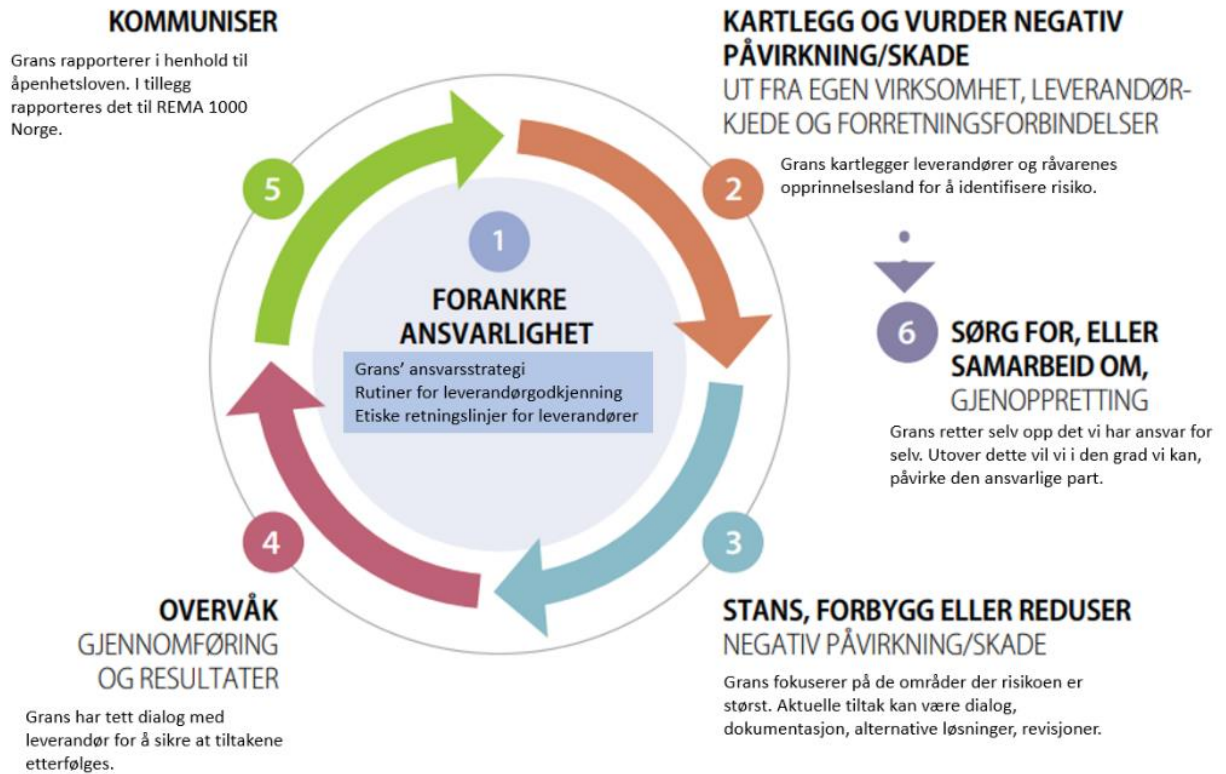 KOMMUNISER
Grans rapporterer i henhold til
åpenhetsloven. I tillegg
rapporteres det til REMA 1000
Norge.
5
1
FORANKRE
ANSVARLIGHET
Grans’ ansvarsstrategi
Rutiner for leverandørgodkjenning
Etiske retningslinjer for leverandører
KARTLEGG OG VURDER NEGATIV
PÅVIRKNING/SKADE
UT FRA EGEN VIRKSOMHET, LEVERANDØR-
KJEDE OG FORRETNINGSFORBINDELSER
2
Grans kartlegger leverandører og råvarenes
opprinnelsesland for å identifisere risiko.
6
SØRG FOR, ELLER
SAMARBEID OM,
GJENOPPRETTING
Grans retter selv opp det vi har ansvar for
selv. Utover dette vil vi i den grad vi kan,
påvirke den ansvarlige part.
3
STANS, FORBYGG ELLER REDUSER
NEGATIV PÅVIRKNING/SKADE
Grans fokuserer på de områder der risikoen er
størst. Aktuelle tiltak kan være dialog,
dokumentasjon, alternative løsninger, revisjoner.
4
OVERVÅK
GJENNOMFØRING
OG RESULTATER
Grans har tett dialog med
leverandør for å sikre at tiltakene
etterfølges.